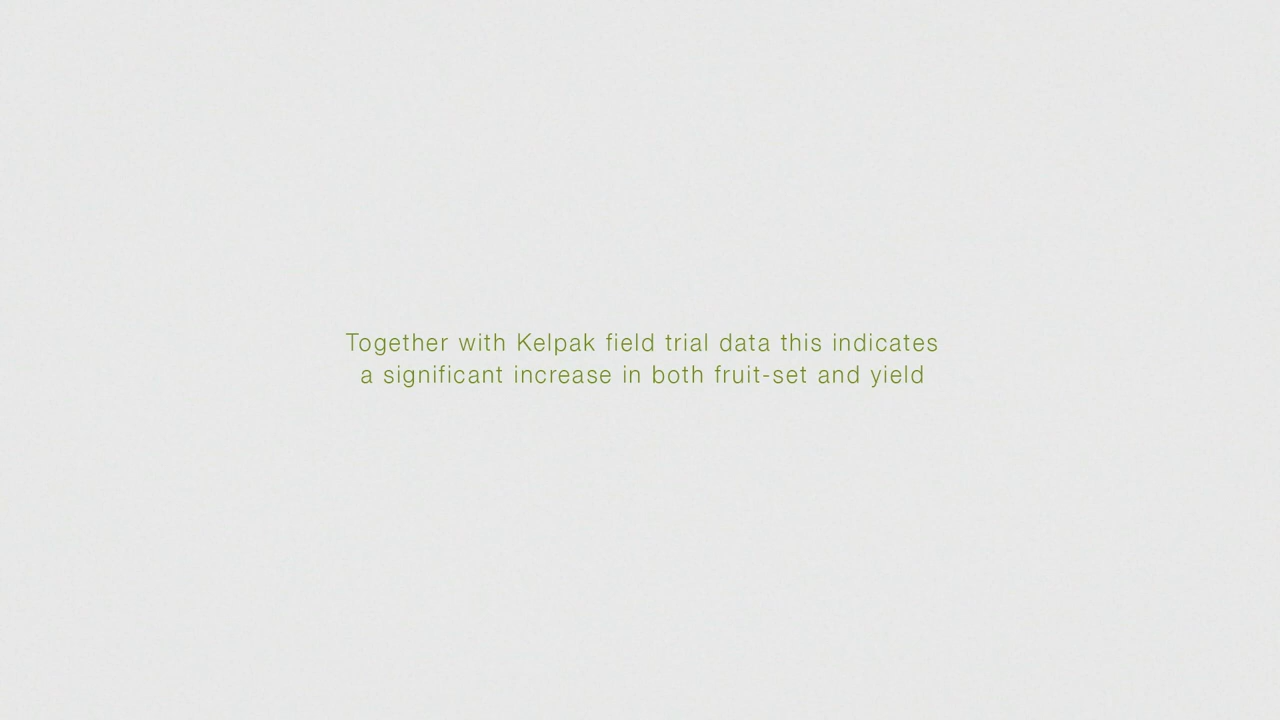 Together with Kelpak field trial data this indicates
a significant increase in both fruit-set and yield